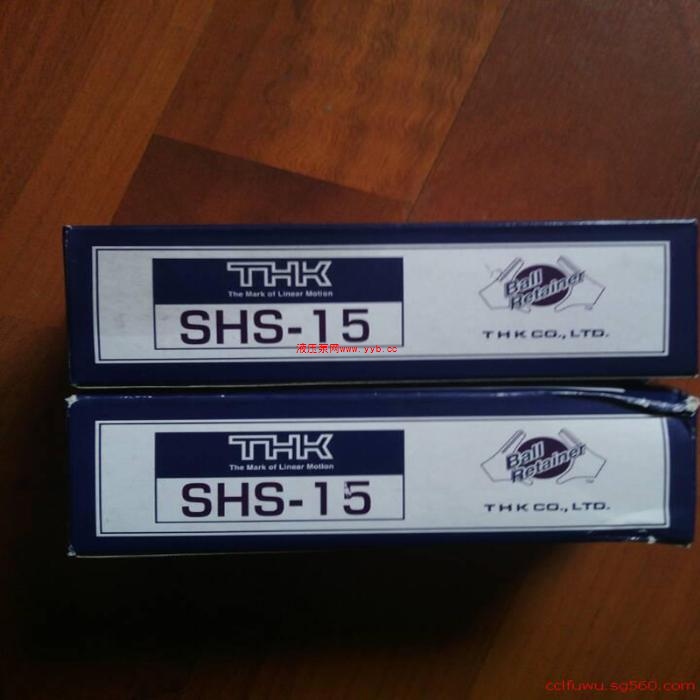 THK
The Mark of Linear Motion
SHS-15
Ball
Retainer
THK CO., LTD.
液压泵网www.yyb.cc
THK
The Mark of Linear Motion
SHS-15
Ball
Retainer
THK CO., LTD.
cclfuwu.sg560.com